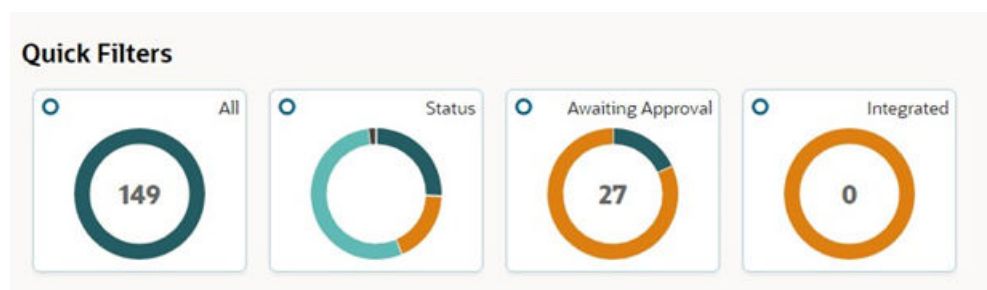 Quick Filters
All
Status
Awaiting Approval
Integrated
149
27
0